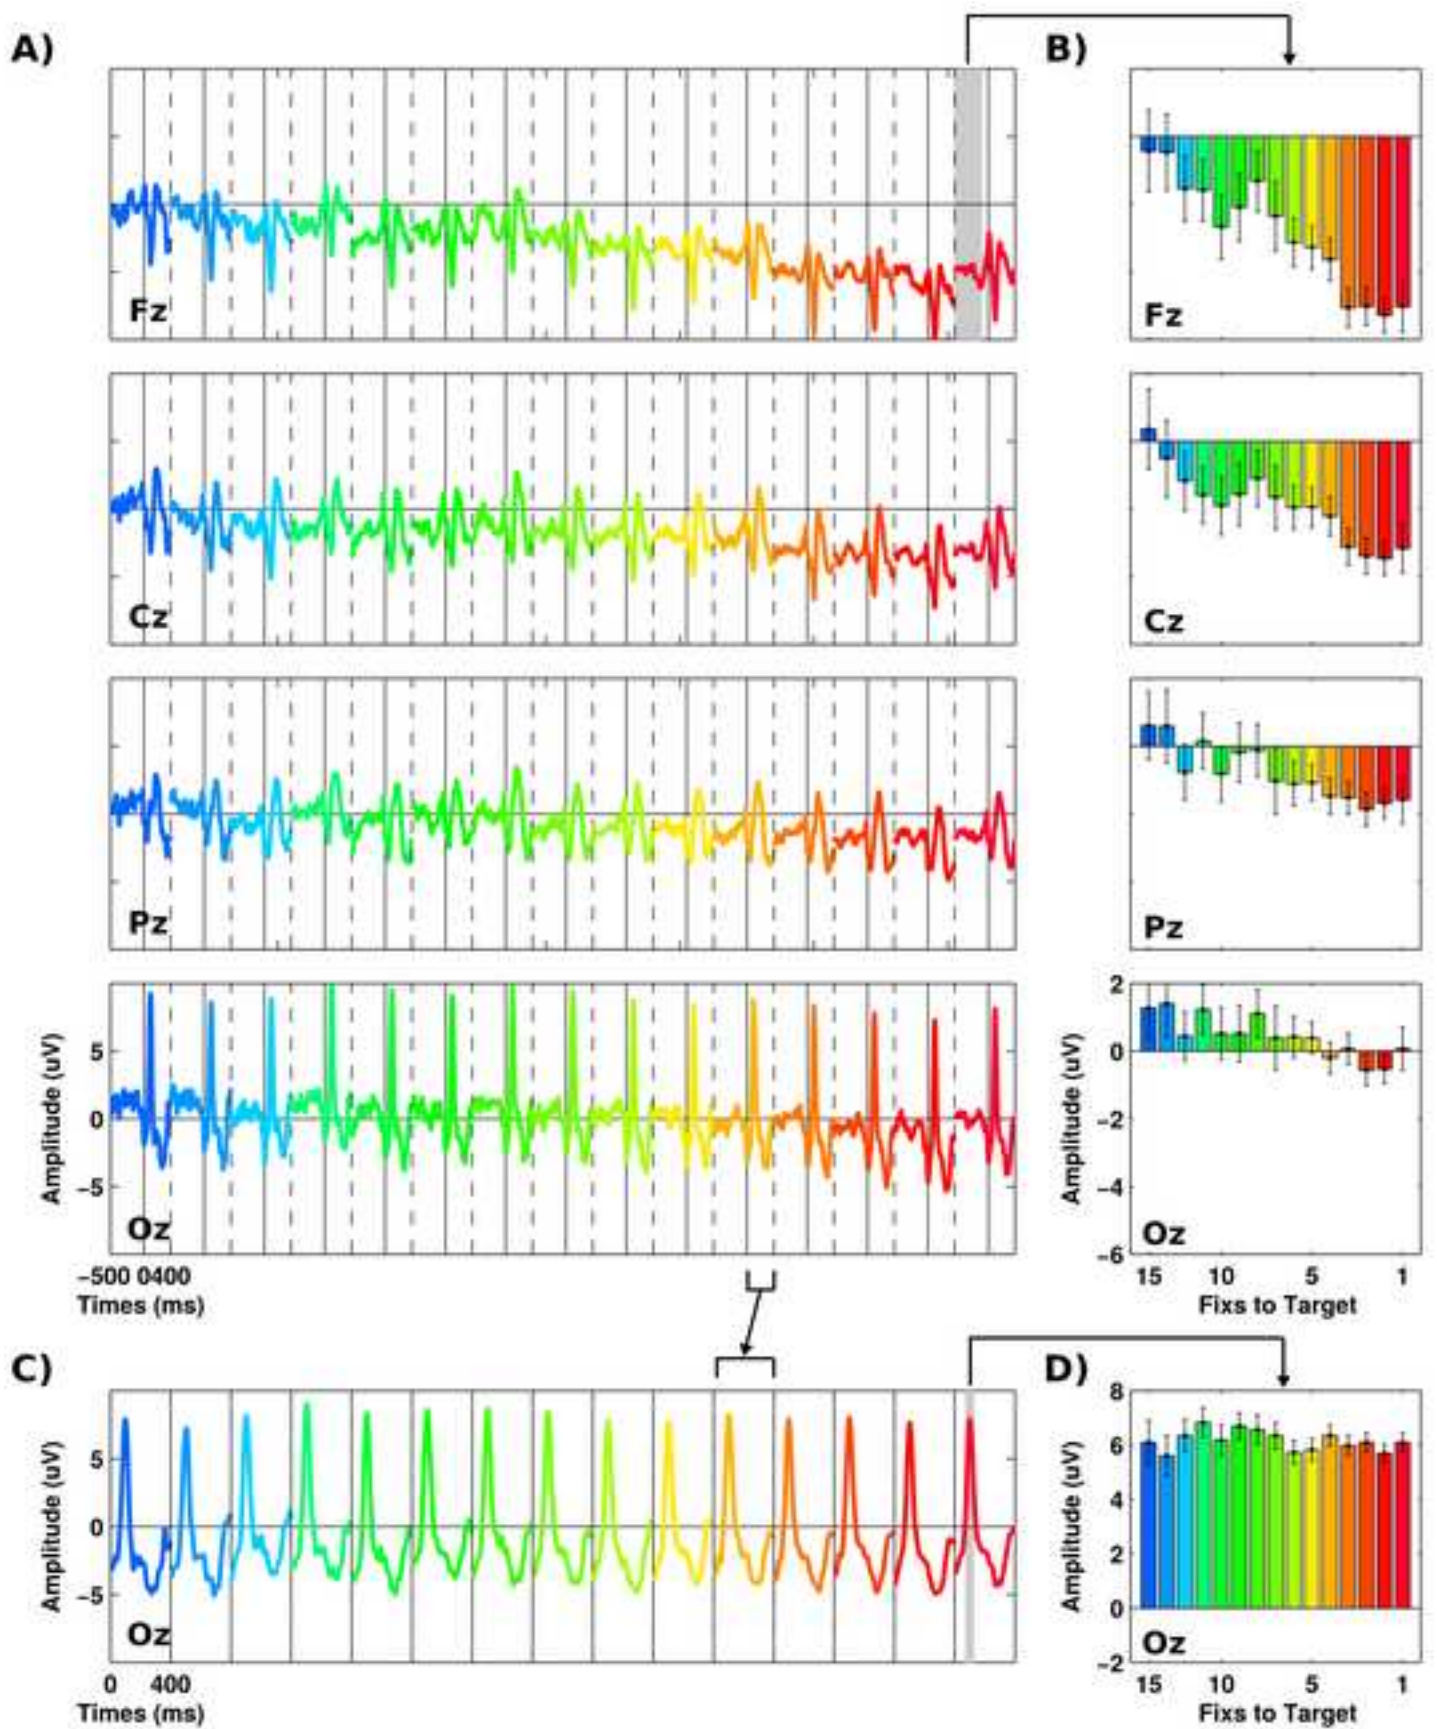 A)
B)
Fz
Fz
Cz
Cz
Pz
Pz
Amplitude (uV)
5
0
−5
Oz
−500 0400
Times (ms)
Amplitude (uV)
2
0
−2
−4
−6
Oz
15 10 5 1
Fixs to Target
C)
D)
Amplitude (uV)
5
0
−5
Oz
0 400
Times (ms)
Amplitude (uV)
8
6
4
2
0
−2
Oz
15 10 5 1
Fixs to Target